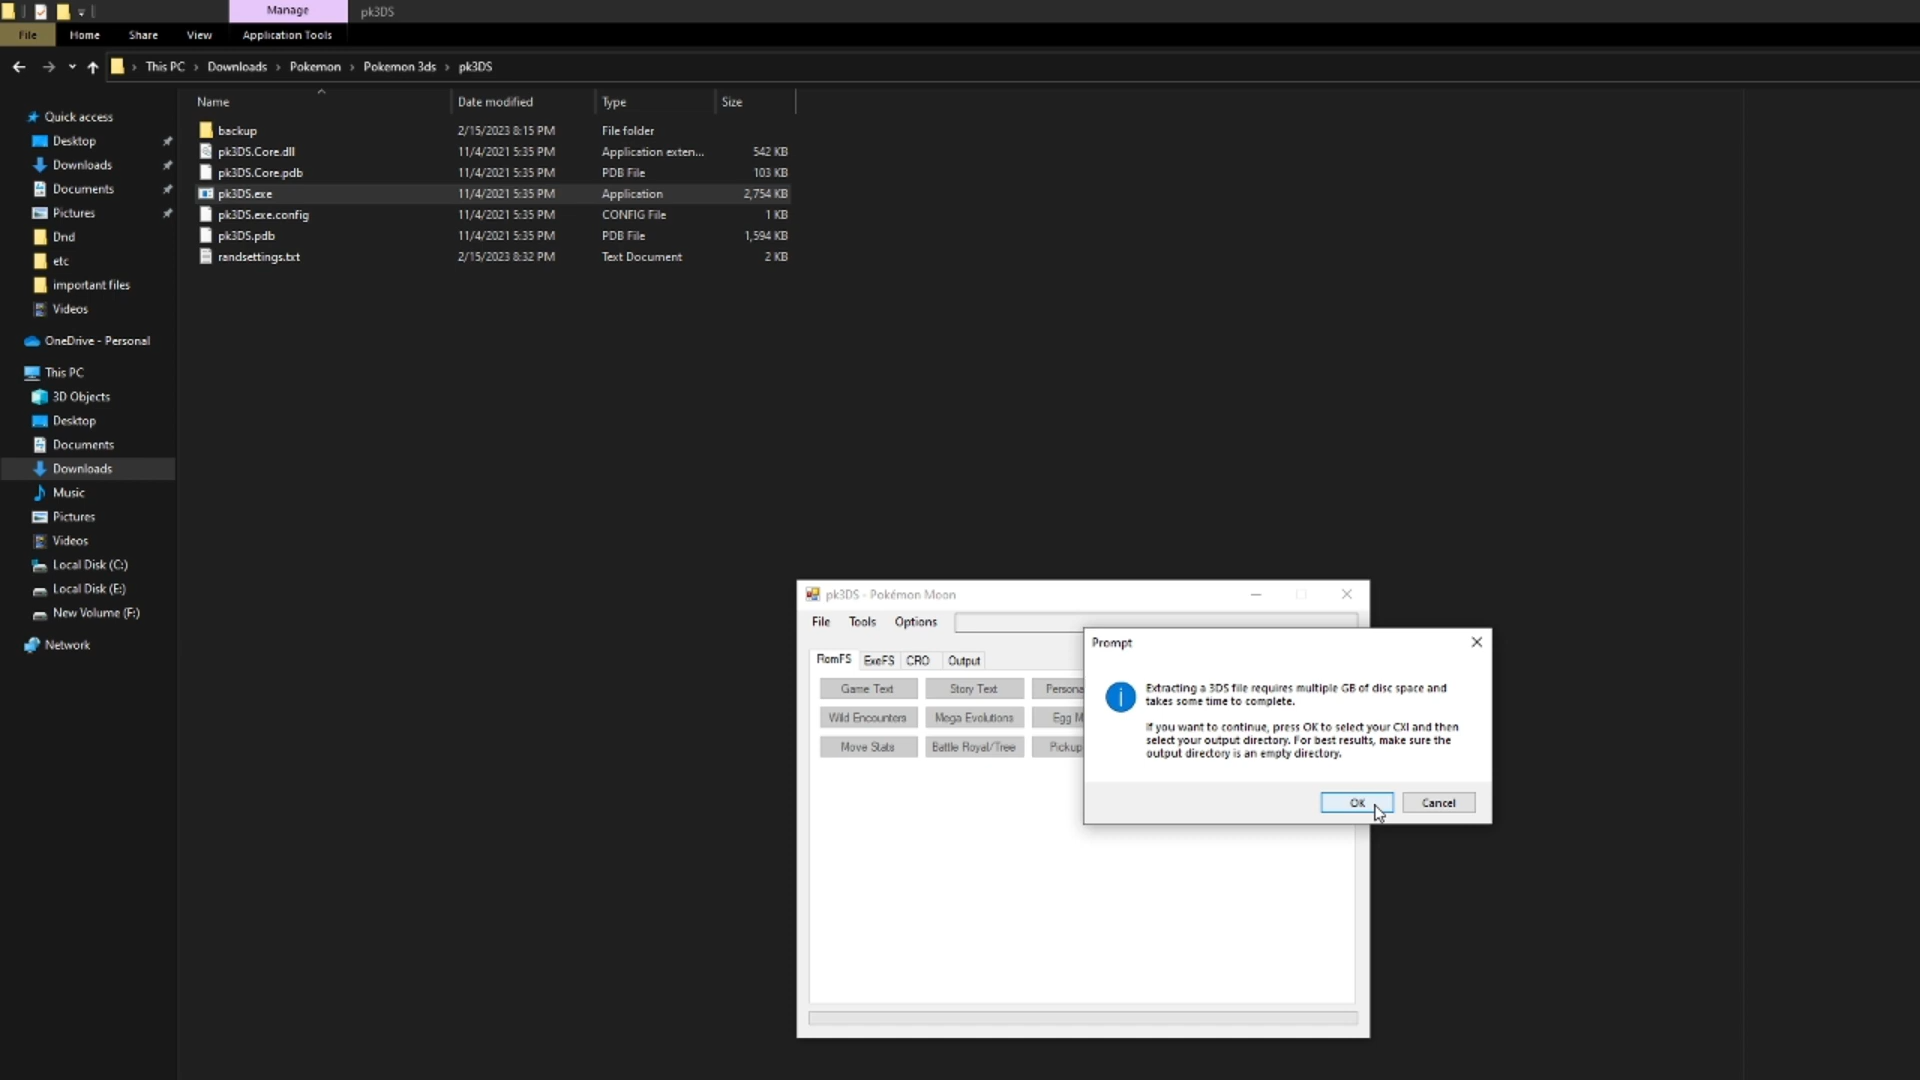 Manage
pk3DS
File
Home
Share
View
Application Tools
This PC
Downloads
Pokemon
Pokemon 3ds
pk3DS
Name
Date modified
Type
Size
backup
2/15/2023 8:15 PM
File folder
pk3DS.Core.dll
11/4/2021 5:35 PM
Application exten...
542 KB
pk3DS.Core.pdb
11/4/2021 5:35 PM
PDB File
103 KB
pk3DS.exe
11/4/2021 5:35 PM
Application
2,754 KB
pk3DS.exe.config
11/4/2021 5:35 PM
CONFIG File
1 KB
pk3DS.pdb
11/4/2021 5:35 PM
PDB File
1,594 KB
randsettings.txt
2/15/2023 8:32 PM
Text Document
2 KB
Quick access
Desktop
Downloads
Documents
Pictures
Dnd
etc
important files
Videos
OneDrive - Personal
This PC
3D Objects
Desktop
Documents
Downloads
Music
Pictures
Videos
Local Disk (C:)
Local Disk (E:)
New Volume (F:)
Network
pk3DS - Pokémon Moon
File
Tools
Options
RomFS
ExeFS
CRO
Output
Game Text
Story Text
Persona
Wild Encounters
Mega Evolutions
Egg M
Move Stats
Battle Royal/Tree
Pickup
Prompt
Extracting a 3DS file requires multiple GB of disc space and
takes some time to complete.
If you want to continue, press OK to select your CXI and then
select your output directory. For best results, make sure the
output directory is an empty directory.
OK
Cancel